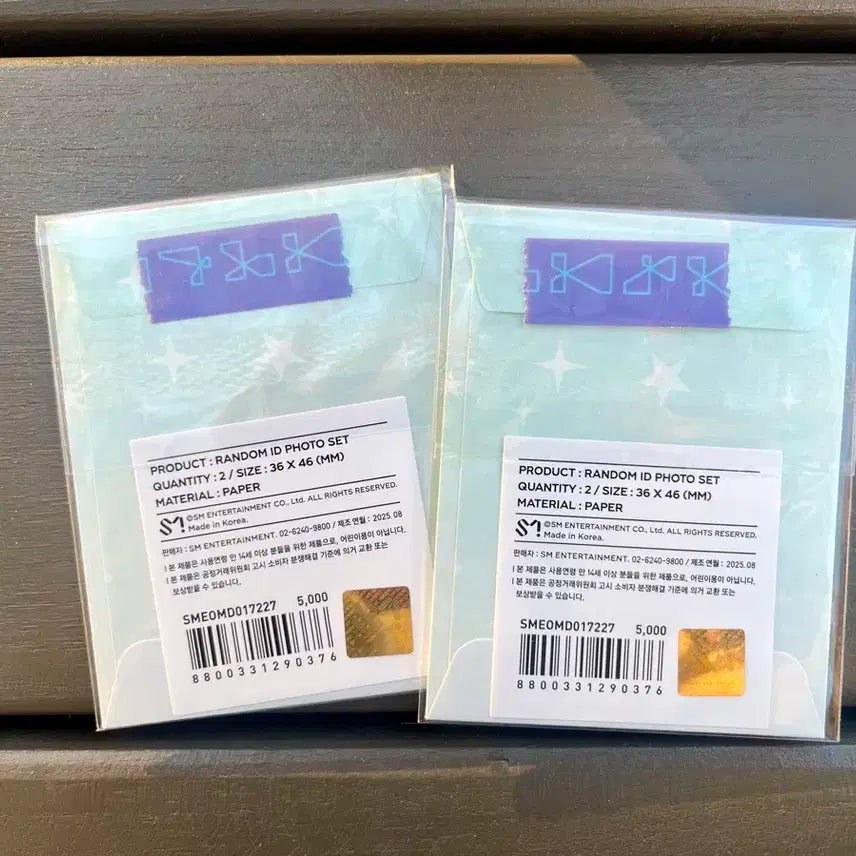 PRODUCT : RANDOM ID PHOTO SET
QUANTITY : 2 / SIZE : 36 X 46 (MM)
MATERIAL : PAPER
SM ©SM ENTERTAINMENT CO., Ltd. ALL RIGHTS RESERVED.
Made in Korea.
판매자 : SM ENTERTAINMENT. 02-6240-9800 / 제조 연월 : 2025.08
l 본 제품은 사용연령 만 14세 이상 분들을 위한 제품으로, 어린이용이 아닙니다.
l 본 제품은 공정거래위원회 고시 소비자 분쟁해결 기준에 의거 교환 또는
보상받을 수 있습니다.
SMEOMD017227 5,000
8800331290376
PRODUCT : RANDOM ID PHOTO SET
QUANTITY : 2 / SIZE : 36 X 46 (MM)
MATERIAL : PAPER
SM ©SM ENTERTAINMENT CO., Ltd. ALL RIGHTS RESERVED.
Made in Korea.
판매자 : SM ENTERTAINMENT. 02-6240-9800 / 제조 연월 : 2025.08
l 본 제품은 사용연령 만 14세 이상 분들을 위한 제품으로, 어린이용이 아닙니다.
l 본 제품은 공정거래위원회 고시 소비자 분쟁해결 기준에 의거 교환 또는
보상받을 수 있습니다.
SMEOMD017227 5,000
8800331290376